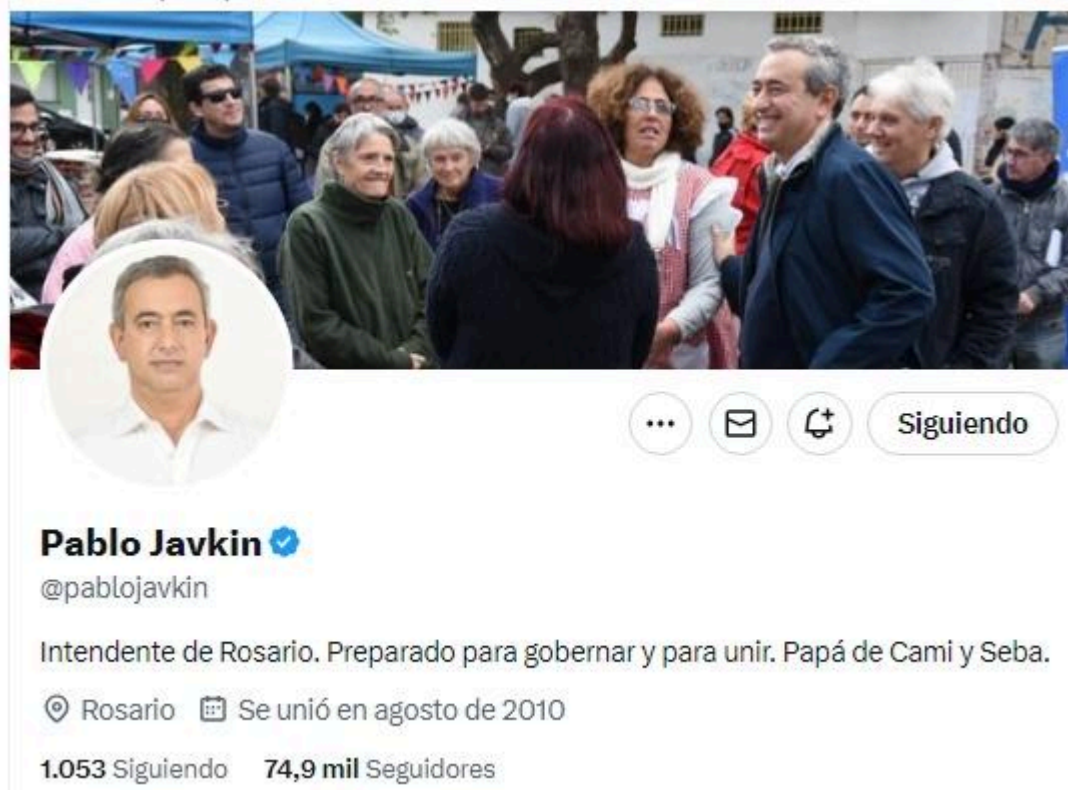 Siguiendo
Pablo Javkin
@pablojavkin
Intendente de Rosario. Preparado para gobernar y para unir. Papá de Cami y Seba.
Rosario Se unió en agosto de 2010
1.053 Siguiendo 74,9 mil Seguidores